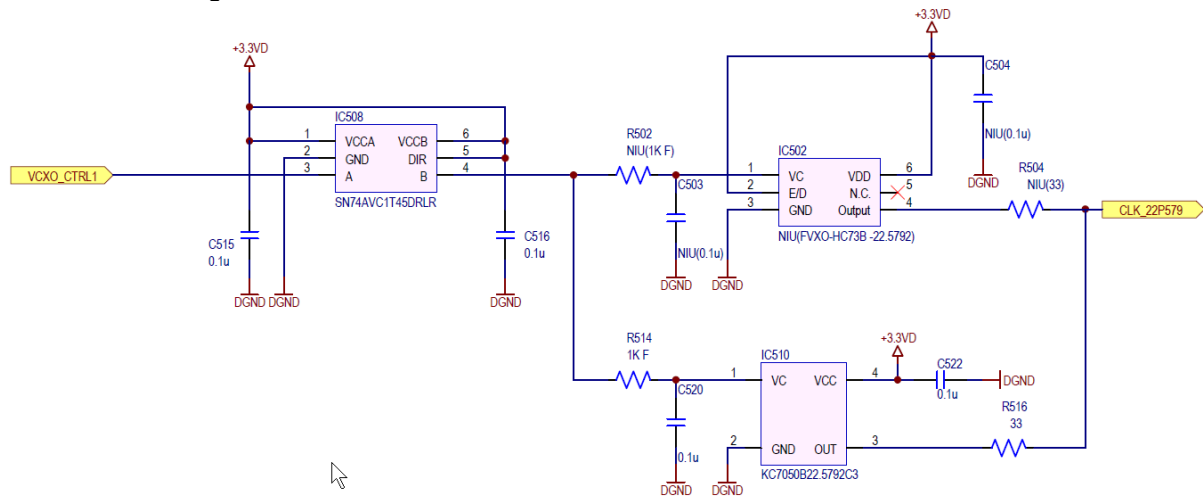 +3.3VD
+3.3VD
C504
IC508
1 VCCA VCCB 6
2 GND DIR 5
3 A B 4
SN74AVC1T45DRLR
VCXO_CTRL1
R502
NIU(1K F)
C503
NIU(0.1u)
IC502
1 VC VDD 6
2 E/D N.C. 5
3 GND Output 4
NIU(FVXO-HC73B -22.5792)
NIU(0.1u)
DGND
R504
NIU(33)
CLK_22P579
C515
0.1u
C516
0.1u
DGND
DGND
DGND
DGND
DGND
R514
1K F
C520
0.1u
IC510
1 VC VCC 4
2 GND OUT 3
KC7050B22.5792C3
+3.3VD
C522
0.1u
DGND
R516
33
DGND
DGND